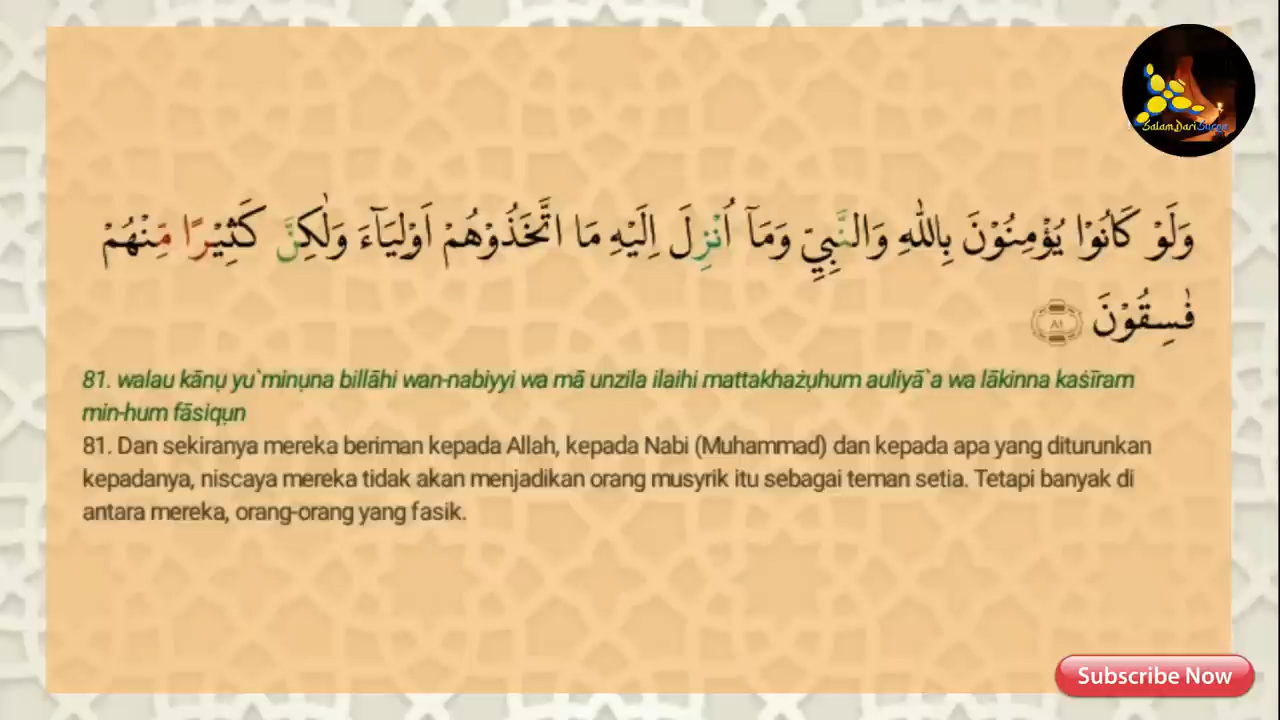 Salam Dari Surga
وَلَوْ كَانُوْا يُؤْمِنُوْنَ بِاللّٰهِ وَالنَّبِيِّ وَمَآ اُنْزِلَ اِلَيْهِ مَا اتَّخَذُوْهُمْ اَوْلِيَاۤءَ وَلٰكِنَّ كَثِيْرًا مِّنْهُمْ
فٰسِقُوْنَ ٨١
81. walau kānụ yu`minụna billāhi wan-nabiyyi wa mā unzila ilaihi mattakhażụhum auliyā`a wa lākinna kaṡīram
min-hum fāsiqụn
81. Dan sekiranya mereka beriman kepada Allah, kepada Nabi (Muhammad) dan kepada apa yang diturunkan
kepadanya, niscaya mereka tidak akan menjadikan orang musyrik itu sebagai teman setia. Tetapi banyak di
antara mereka, orang-orang yang fasik.
Subscribe Now